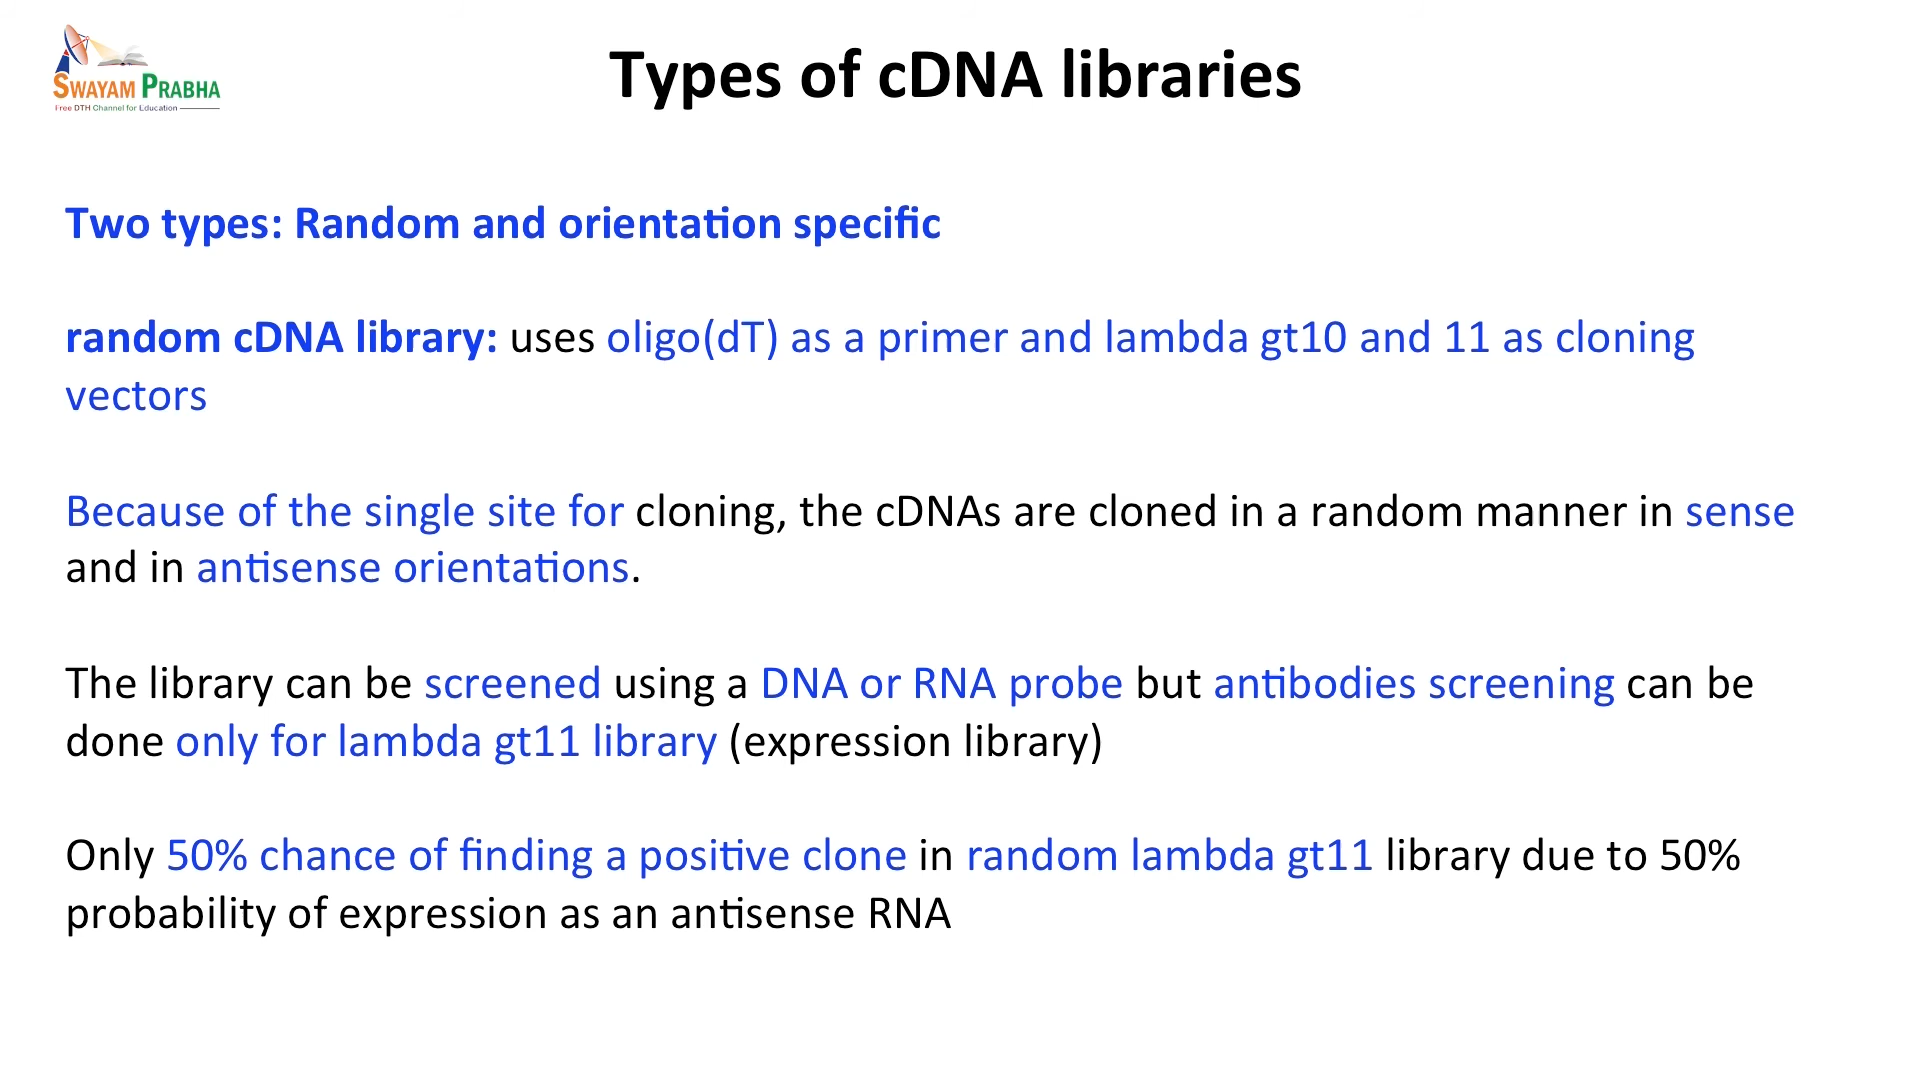 SWAYAM PRABHA
Free DTH Channel for Education
Types of cDNA libraries
Two types: Random and orientation specific
random cDNA library: uses oligo(dT) as a primer and lambda gt10 and 11 as cloning
vectors
Because of the single site for cloning, the cDNAs are cloned in a random manner in sense
and in antisense orientations.
The library can be screened using a DNA or RNA probe but antibodies screening can be
done only for lambda gt11 library (expression library)
Only 50% chance of finding a positive clone in random lambda gt11 library due to 50%
probability of expression as an antisense RNA